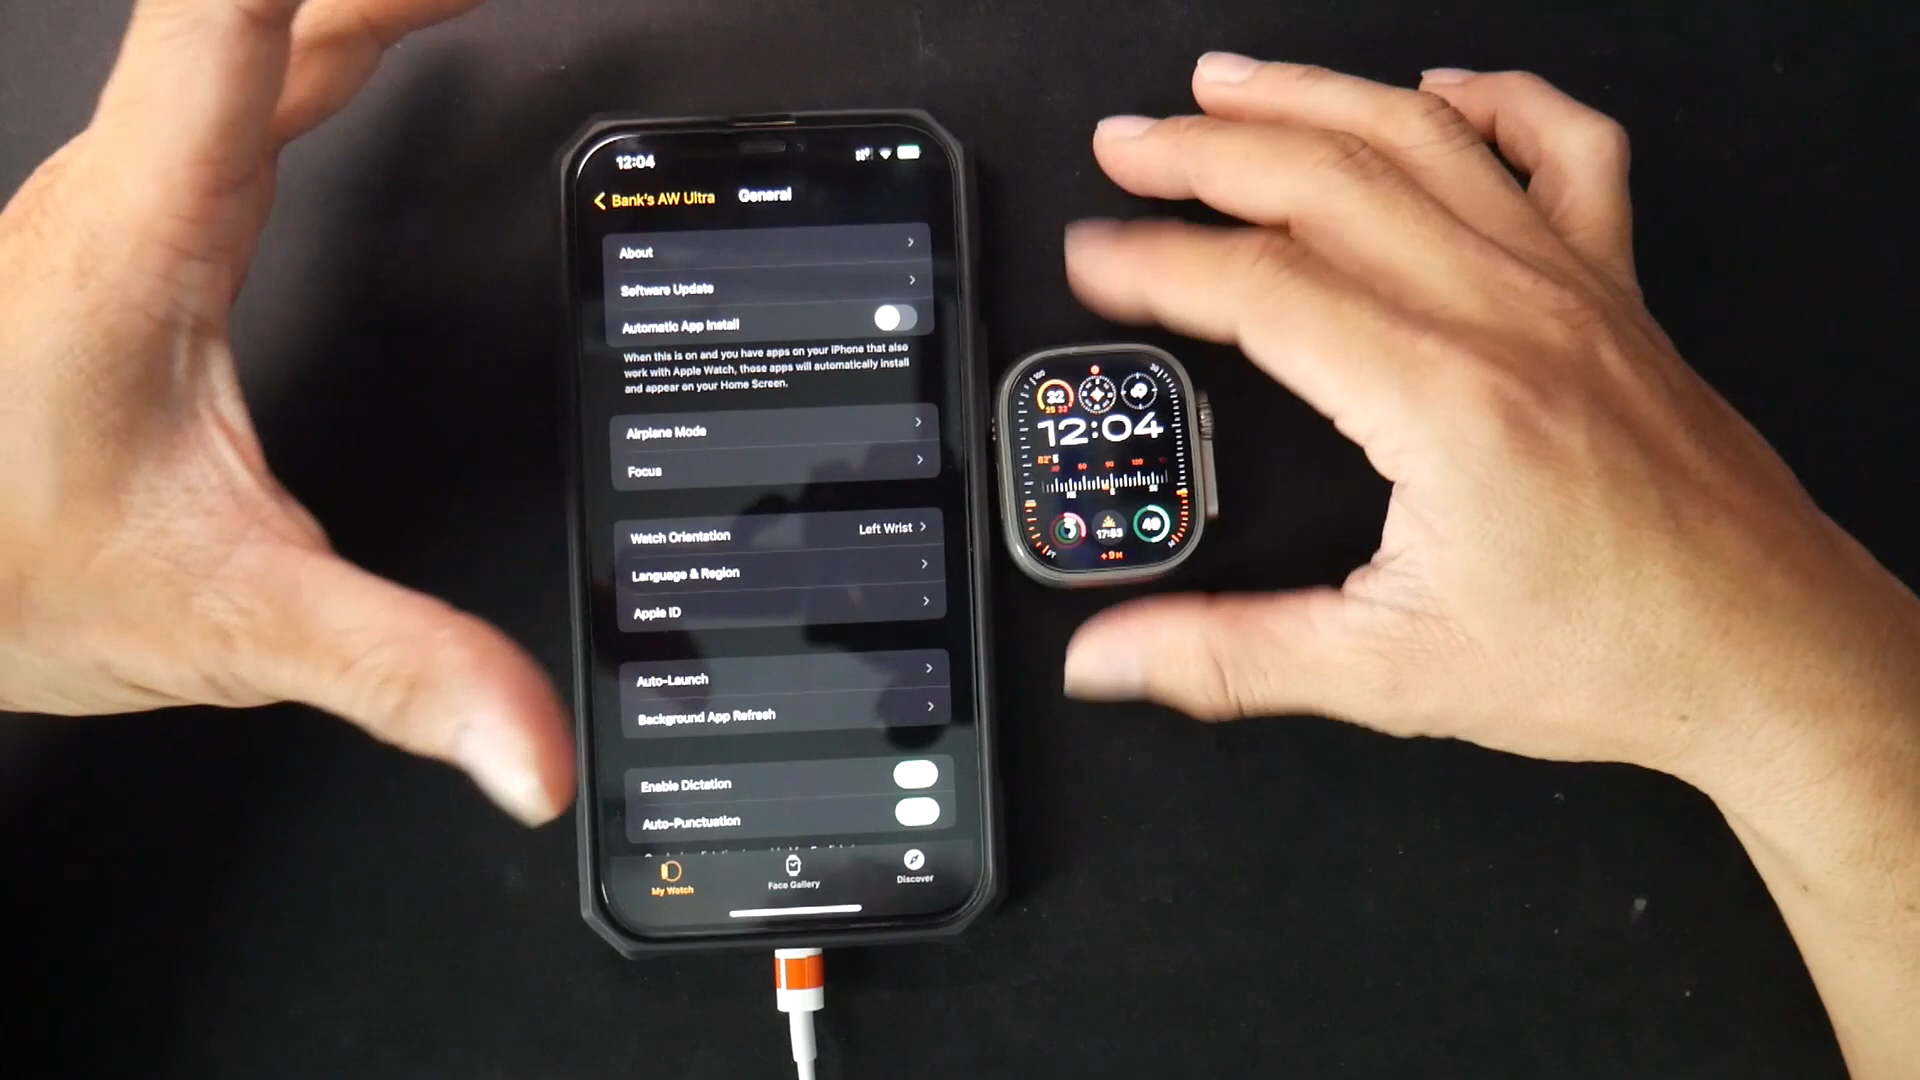 12:04
Bank's AW Ultra
General
About
Software Update
Automatic App Install
When this is on and you have apps on your iPhone that also
work with Apple Watch, those apps will automatically install
and appear on your Home Screen.
Airplane Mode
Focus
Watch Orientation
Left Wrist
Language & Region
Apple ID
Auto-Launch
Background App Refresh
Enable Dictation
Auto-Punctuation
My Watch
Face Gallery
Discover
32
12:04
17:53